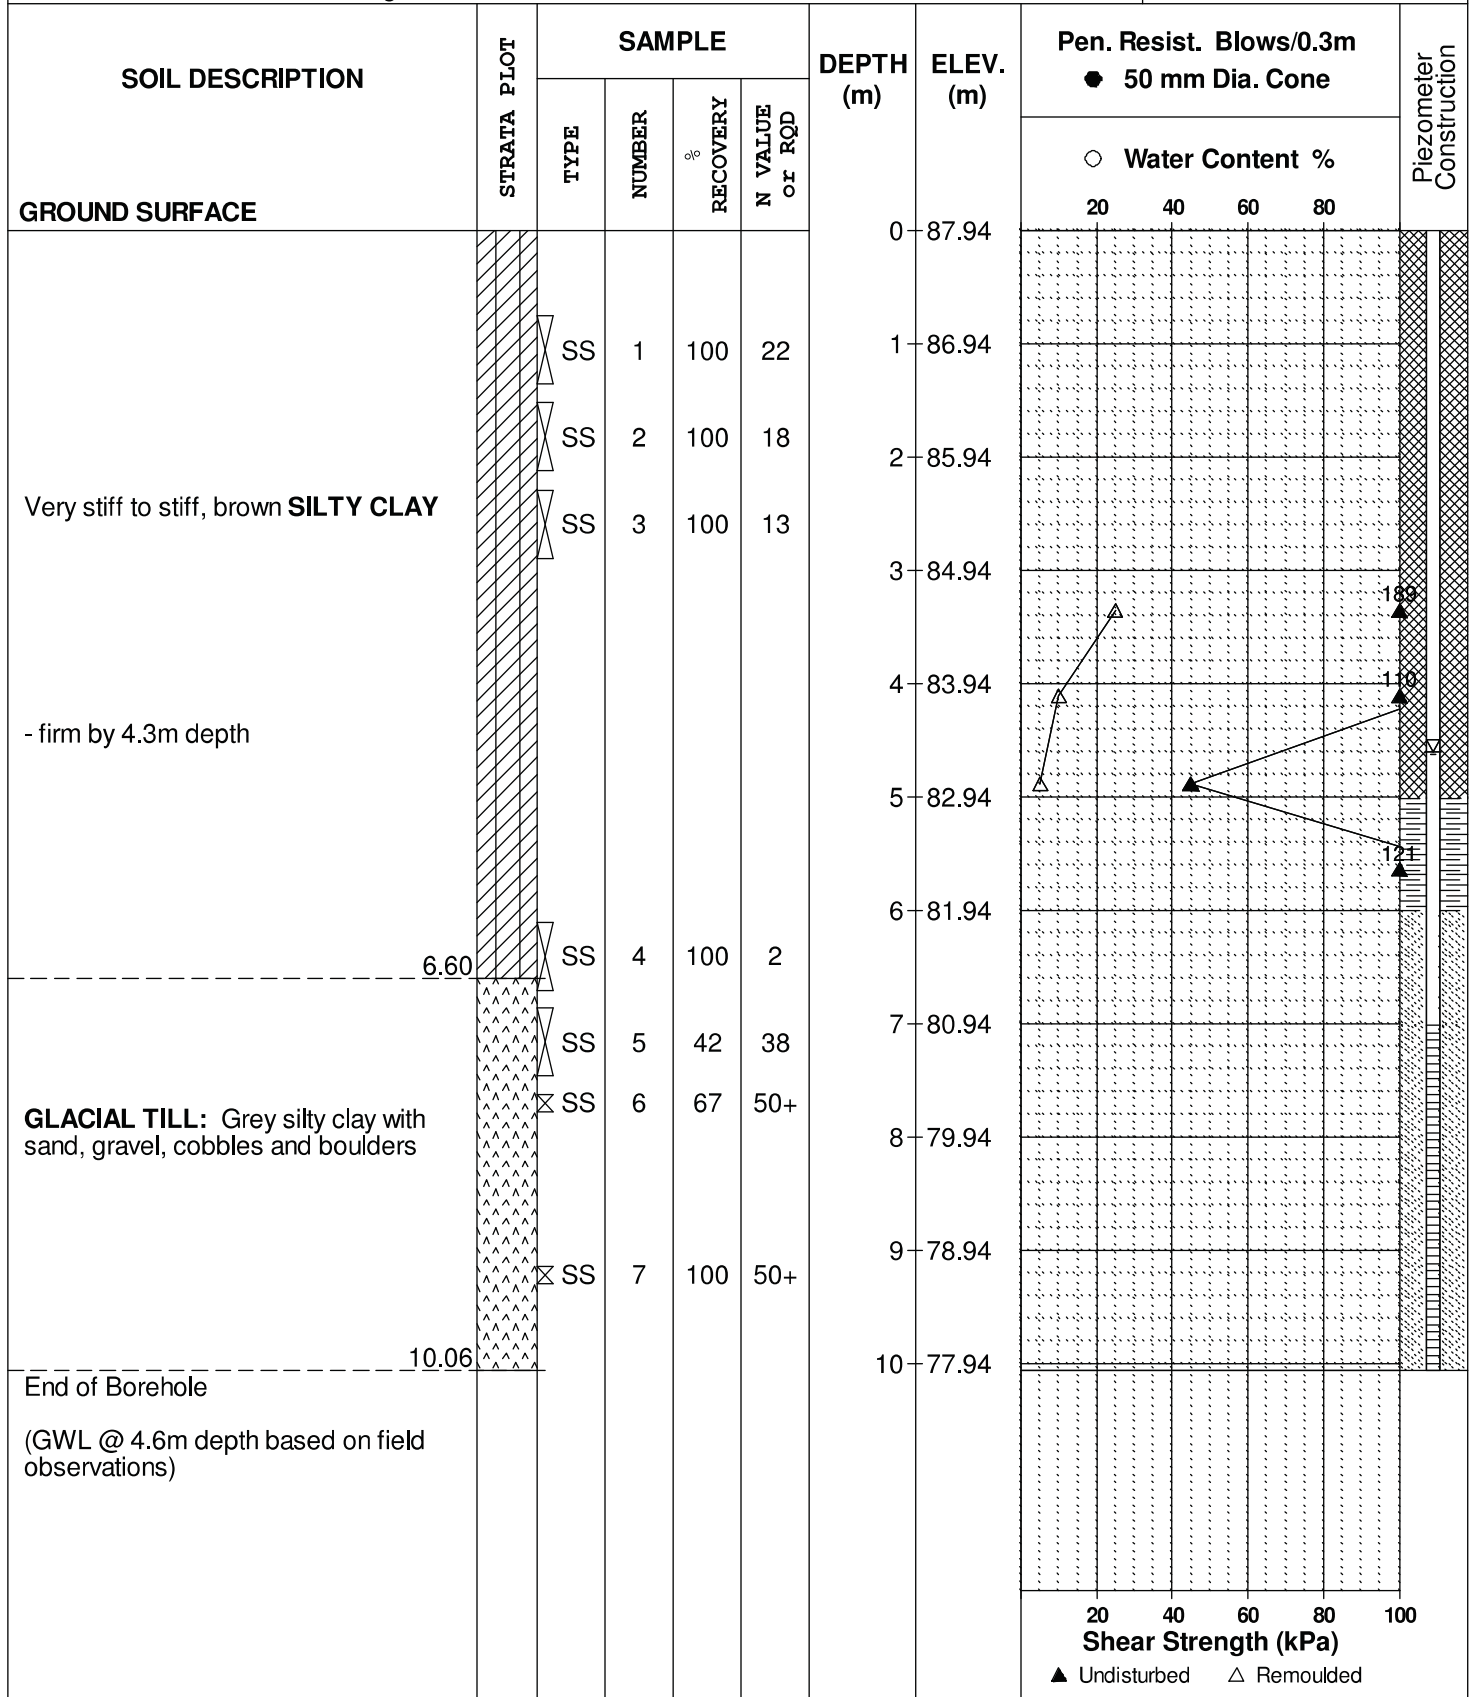 SOIL DESCRIPTION
GROUND SURFACE
STRATA PLOT
SAMPLE
TYPE
NUMBER
%
RECOVERY
N VALUE
or RQD
DEPTH
(m)
ELEV.
(m)
Pen. Resist. Blows/0.3m
50 mm Dia. Cone
Water Content %
20 40 60 80
Piezometer
Construction
0 87.94
SS 1 100 22
1 86.94
SS 2 100 18
2 85.94
Very stiff to stiff, brown SILTY CLAY
SS 3 100 13
3 84.94
189
4 83.94
110
- firm by 4.3m depth
5 82.94
121
6 81.94
SS 4 100 2
6.60
7 80.94
SS 5 42 38
SS 6 67 50+
GLACIAL TILL: Grey silty clay with
sand, gravel, cobbles and boulders
8 79.94
9 78.94
SS 7 100 50+
10.06
10 77.94
End of Borehole
(GWL @ 4.6m depth based on field
observations)
20 40 60 80 100
Shear Strength (kPa)
▲ Undisturbed △ Remoulded